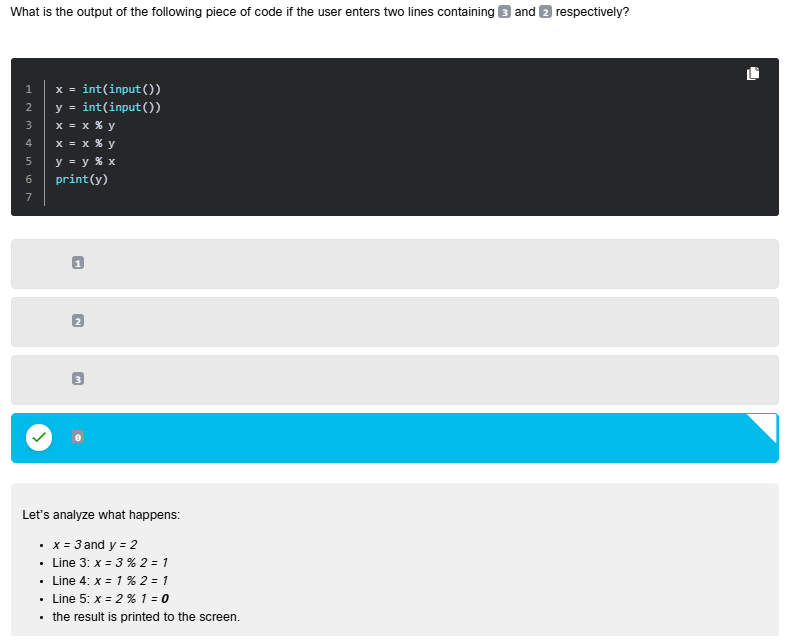 What is the output of the following piece of code if the user enters two lines containing 3 and 2 respectively?
1 x = int(input())
2 y = int(input())
3 x = x % y
4 x = x % y
5 y = y % x
6 print(y)
7
1
2
3
0
Let's analyze what happens:
• x = 3 and y = 2
• Line 3: x = 3 % 2 = 1
• Line 4: x = 1 % 2 = 1
• Line 5: x = 2 % 1 = 0
• the result is printed to the screen.